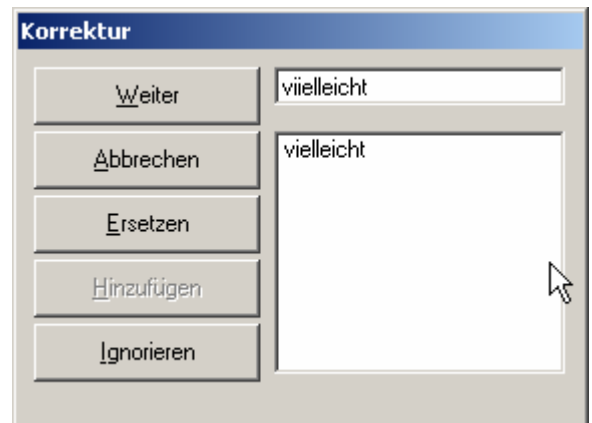 Korrektur
Weiter
viielleicht
Abbrechen
vielleicht
Ersetzen
Hinzufügen
Ignorieren